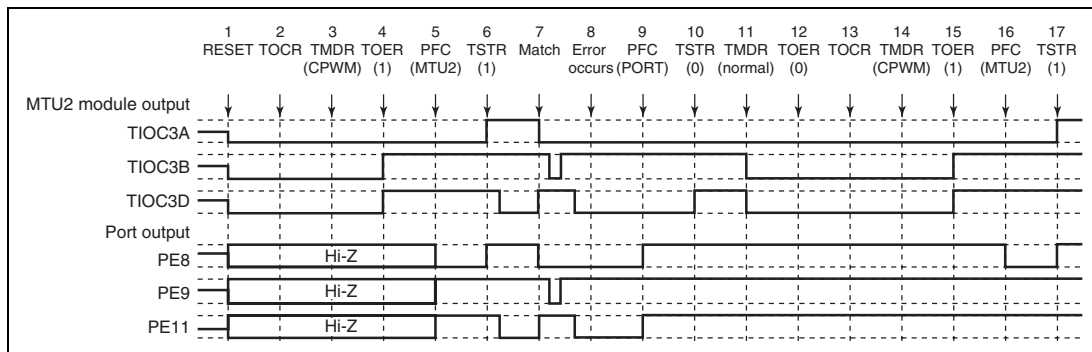 1 2 3 4 5 6 7 8 9 10 11 12 13 14 15 16 17
RESET TOCR TMDR TOER PFC TSTR Match Error PFC TSTR TMDR TOER TOCR TMDR TOER PFC TSTR
(CPWM) (1) (MTU2) (1) occurs (PORT) (0) (normal) (0) (CPWM) (1) (MTU2) (1)
MTU2 module output
TIOC3A
TIOC3B
TIOC3D
Port output
PE8 Hi-Z
PE9 Hi-Z
PE11 Hi-Z